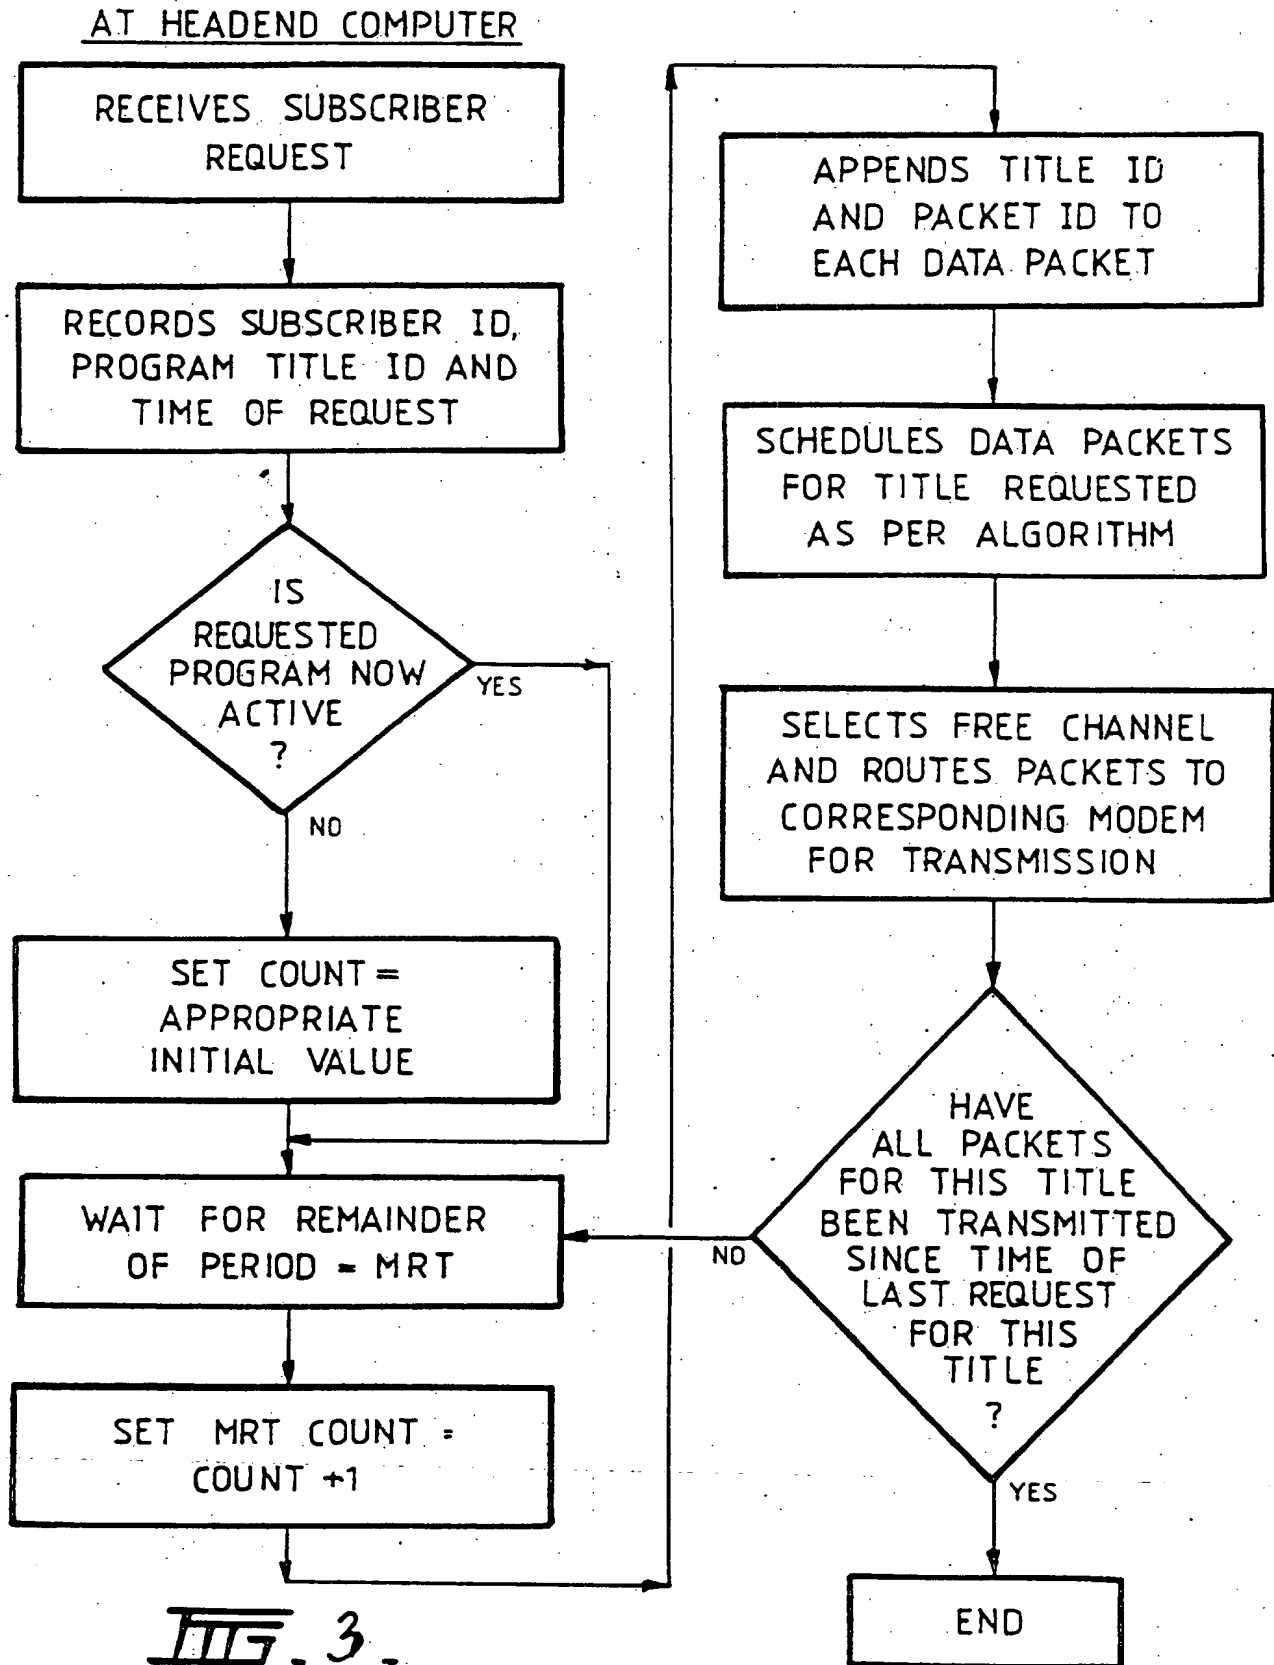 AT HEADEND COMPUTER
RECEIVES SUBSCRIBER
REQUEST
RECORDS SUBSCRIBER ID,
PROGRAM TITLE ID AND
TIME OF REQUEST
IS
REQUESTED
PROGRAM NOW
ACTIVE
?
YES
NO
SET COUNT =
APPROPRIATE
INITIAL VALUE
WAIT FOR REMAINDER
OF PERIOD = MRT
SET MRT COUNT =
COUNT +1
APPENDS TITLE ID
AND PACKET ID TO
EACH DATA PACKET
SCHEDULES DATA PACKETS
FOR TITLE REQUESTED
AS PER ALGORITHM
SELECTS FREE CHANNEL
AND ROUTES PACKETS TO
CORRESPONDING MODEM
FOR TRANSMISSION
HAVE
ALL PACKETS
FOR THIS TITLE
BEEN TRANSMITTED
SINCE TIME OF
LAST REQUEST
FOR THIS
TITLE
?
NO
YES
END
FIG. 3.